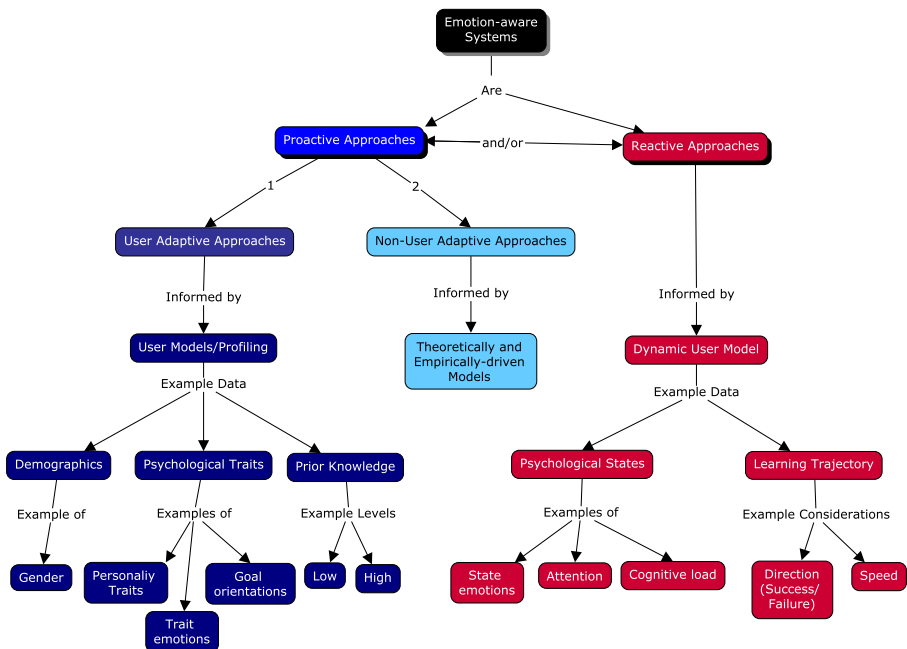 Emotion-aware
Systems
Are
Proactive Approaches
and/or
Reactive Approaches
1
2
User Adaptive Approaches
Non-User Adaptive Approaches
Informed by
Informed by
Informed by
User Models/Profiling
Theoretically and
Empirically-driven
Models
Dynamic User Model
Example Data
Example Data
Demographics
Psychological Traits
Prior Knowledge
Psychological States
Learning Trajectory
Example of
Examples of
Example Levels
Examples of
Example Considerations
Gender
Personaliy
Traits
Trait
emotions
Goal
orientations
Low
High
State
emotions
Attention
Cognitive load
Direction
(Success/
Failure)
Speed